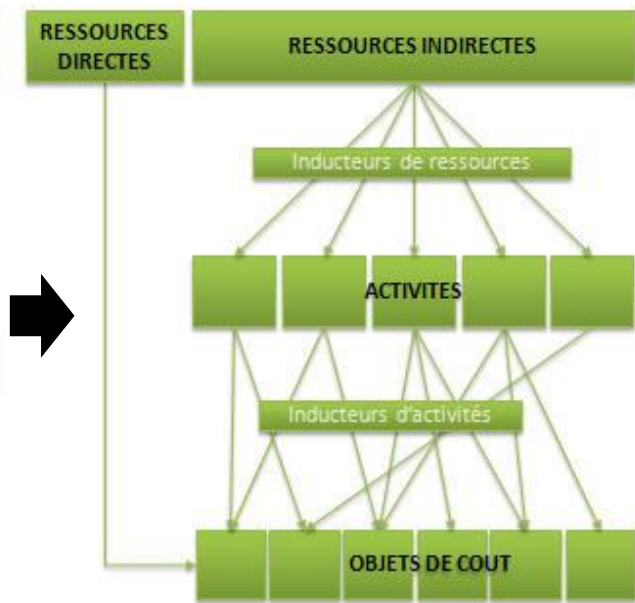 RESSOURCES
DIRECTES
RESSOURCES INDIRECTES
Inducteurs de ressources
ACTIVITES
Inducteurs d'activités
OBJETS DE COUT